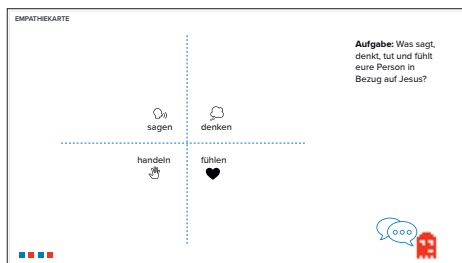 EMPATHIEKARTE
Aufgabe: Was sagt,
denkt, tut und fühlt
eure Person in
Bezug auf Jesus?
sagen
denken
handeln
fühlen